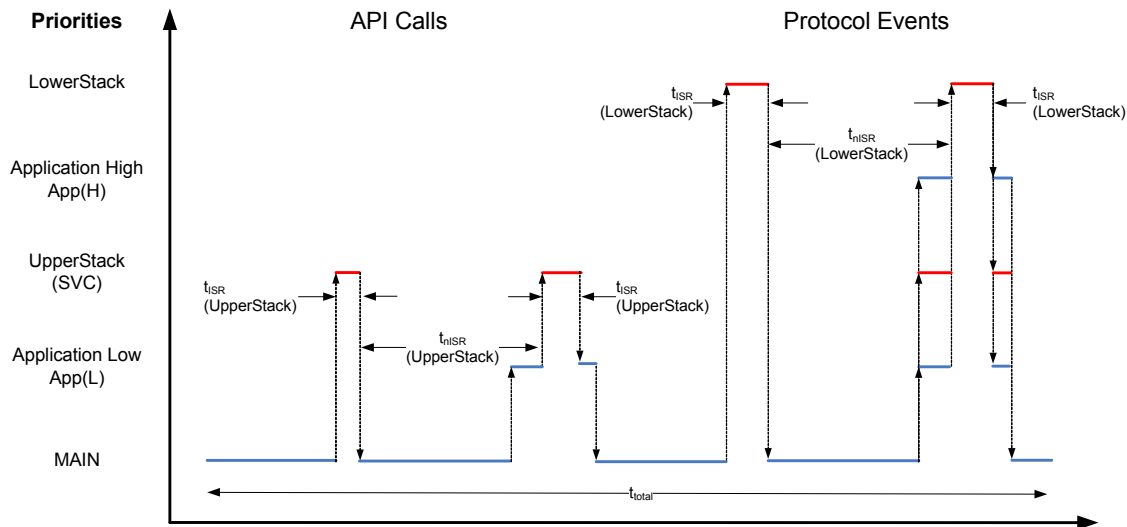 Priorities
API Calls
Protocol Events
LowerStack
tISR
(LowerStack)
tISR
(LowerStack)
tnISR
(LowerStack)
Application High
App(H)
UpperStack
(SVC)
tISR
(UpperStack)
tISR
(UpperStack)
tnISR
(UpperStack)
Application Low
App(L)
MAIN
ttotal